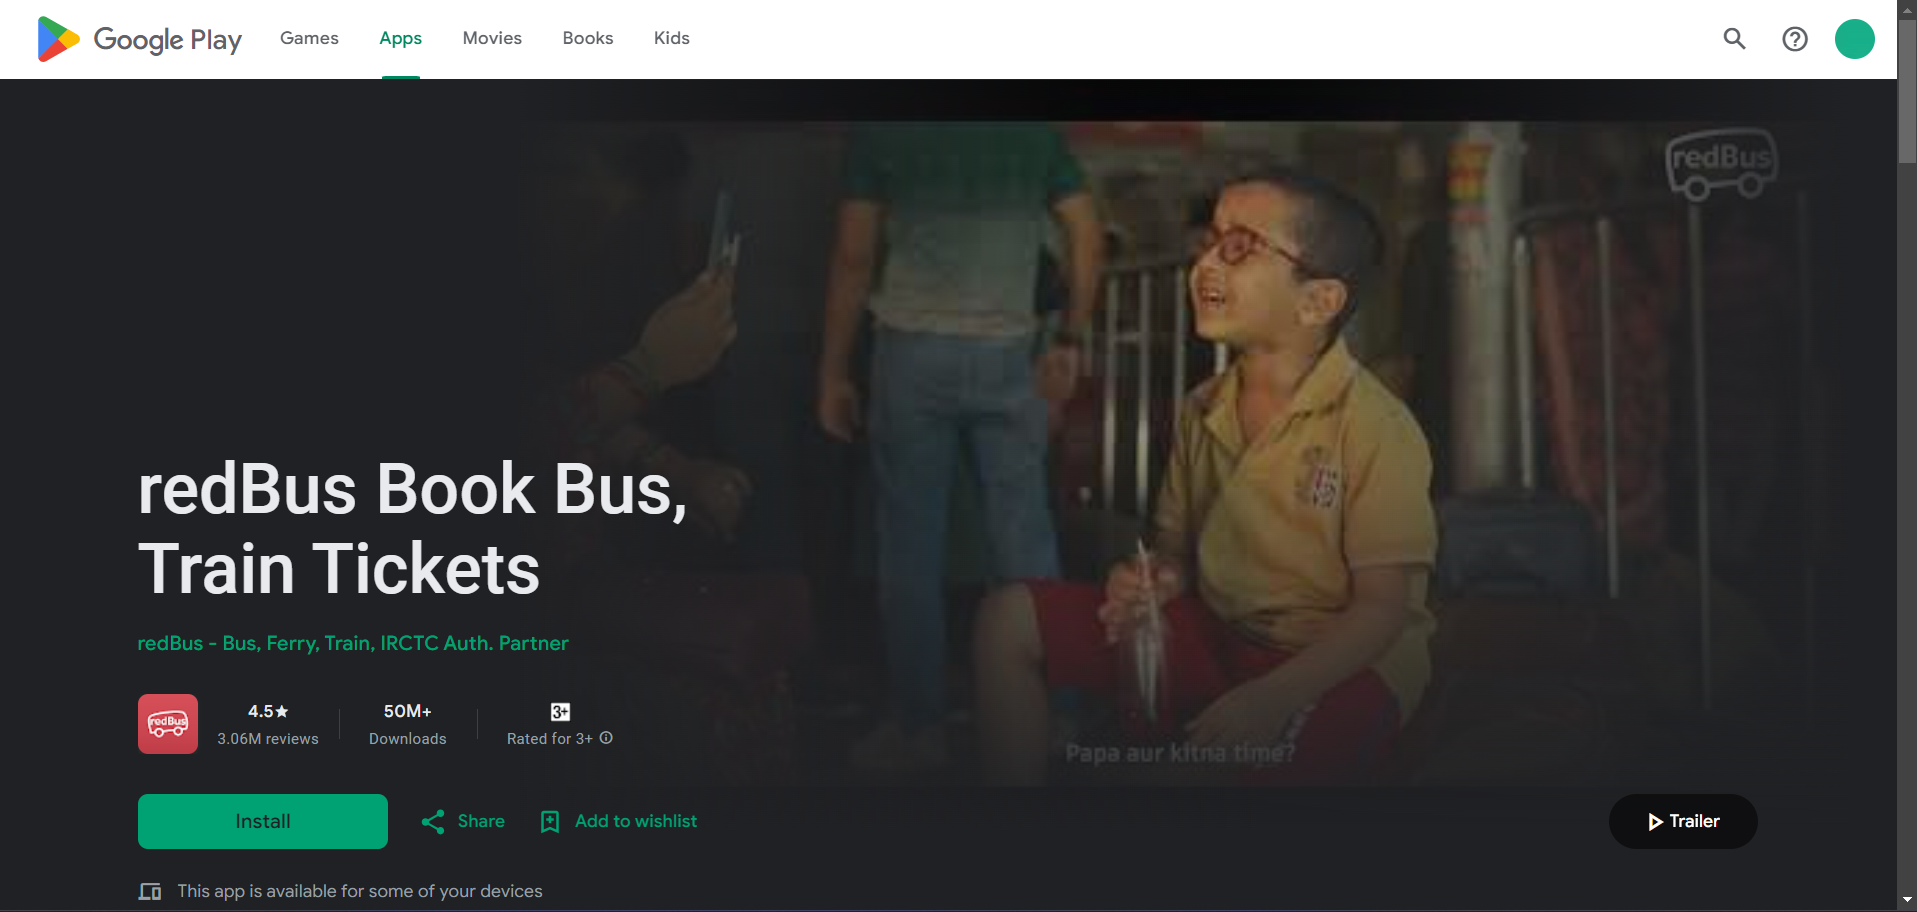 Google Play
Games
Apps
Movies
Books
Kids
redBus
redBus Book Bus,
Train Tickets
redBus - Bus, Ferry, Train, IRCTC Auth. Partner
redBus
4.5★
3.06M reviews
50M+
Downloads
3+
Rated for 3+
Papa aur kitna time?
Install
Share
Add to wishlist
Trailer
This app is available for some of your devices